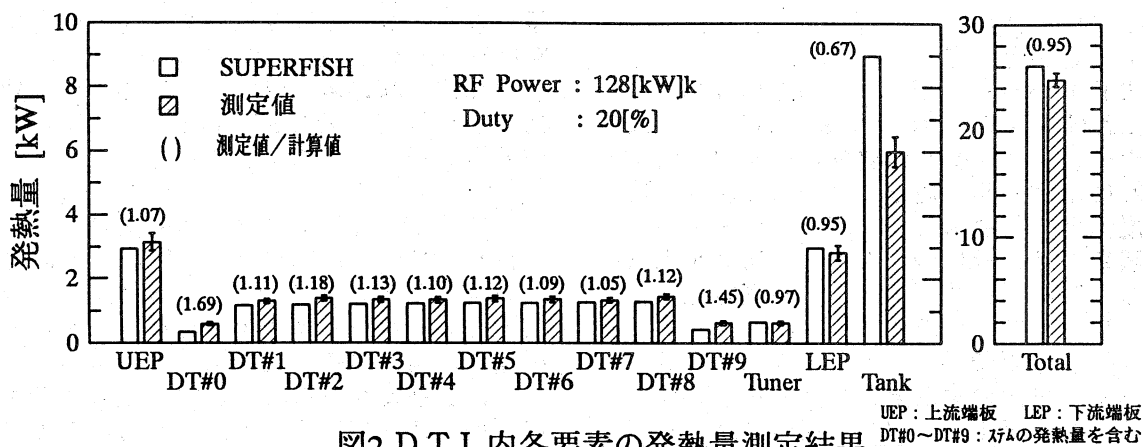 発熱量 [kW]
10
8
6
4
2
0
SUPERFISH
測定値
( ) 測定値/計算値
RF Power : 128[kW]k
Duty : 20[%]
(1.07)
(1.69)
(1.11)
(1.18)
(1.13)
(1.10)
(1.12)
(1.09)
(1.05)
(1.12)
(1.45)
(0.97)
(0.95)
(0.67)
UEP DT#1 DT#3 DT#5 DT#7 DT#9 LEP
DT#0 DT#2 DT#4 DT#6 DT#8 Tuner Tank
30
20
10
0
(0.95)
Total
UEP : 上流端板 LEP : 下流端板
DT#0~DT#9 : ステムの発熱量を含む
図2 DTL内各要素の発熱量測定結果